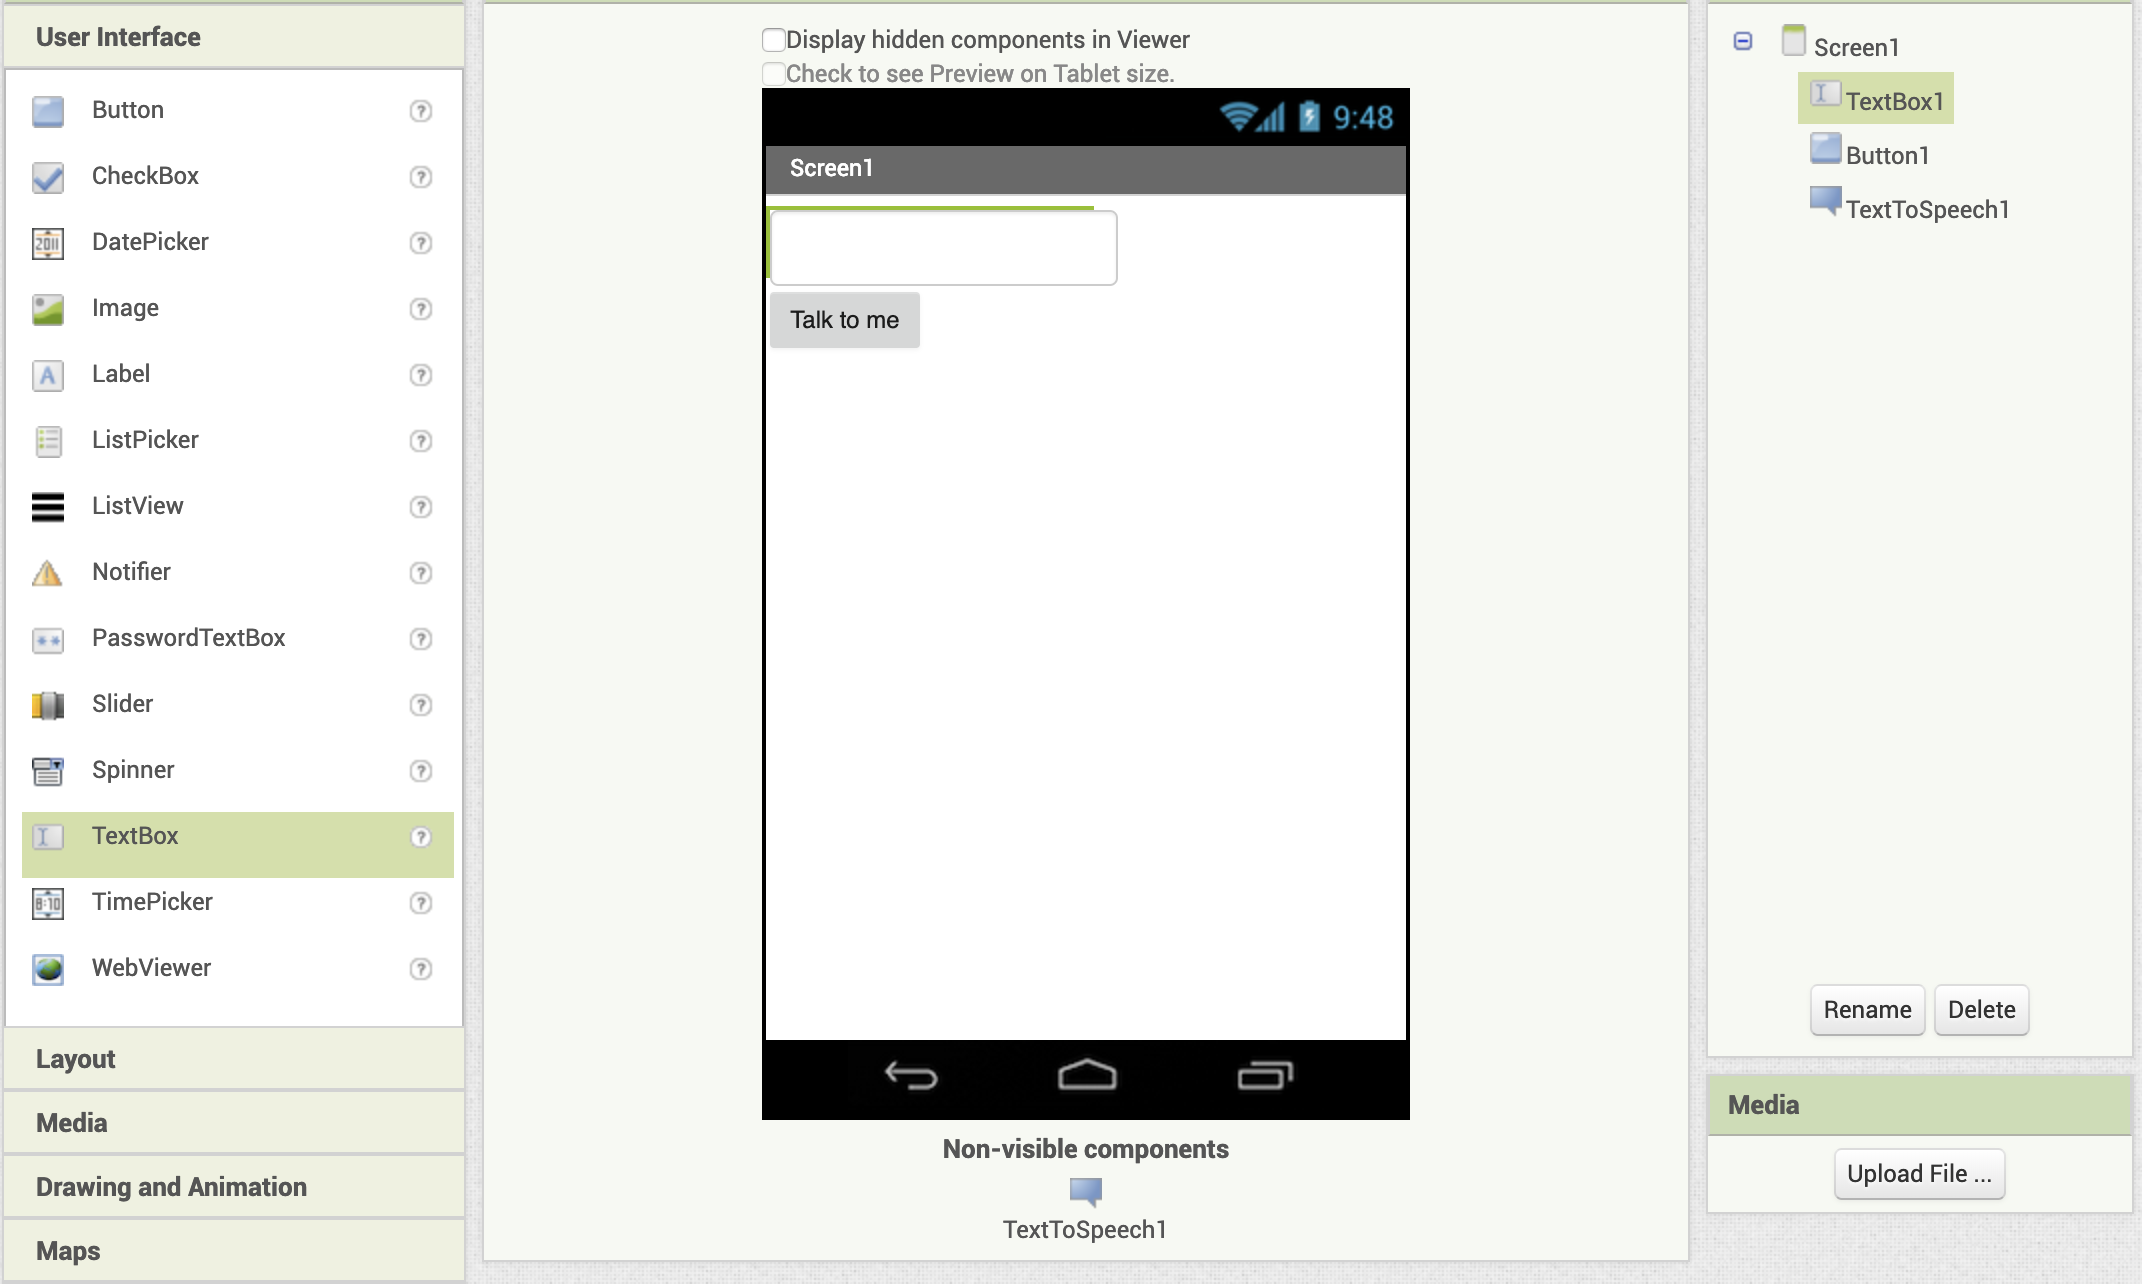 User Interface
Button
CheckBox
DatePicker
Image
Label
ListPicker
ListView
Notifier
PasswordTextBox
Slider
Spinner
TextBox
TimePicker
WebViewer
Layout
Media
Drawing and Animation
Maps
Display hidden components in Viewer
Check to see Preview on Tablet size.
9:48
Screen1
Talk to me
Non-visible components
TextToSpeech1
Screen1
TextBox1
Button1
TextToSpeech1
Rename Delete
Media
Upload File ...